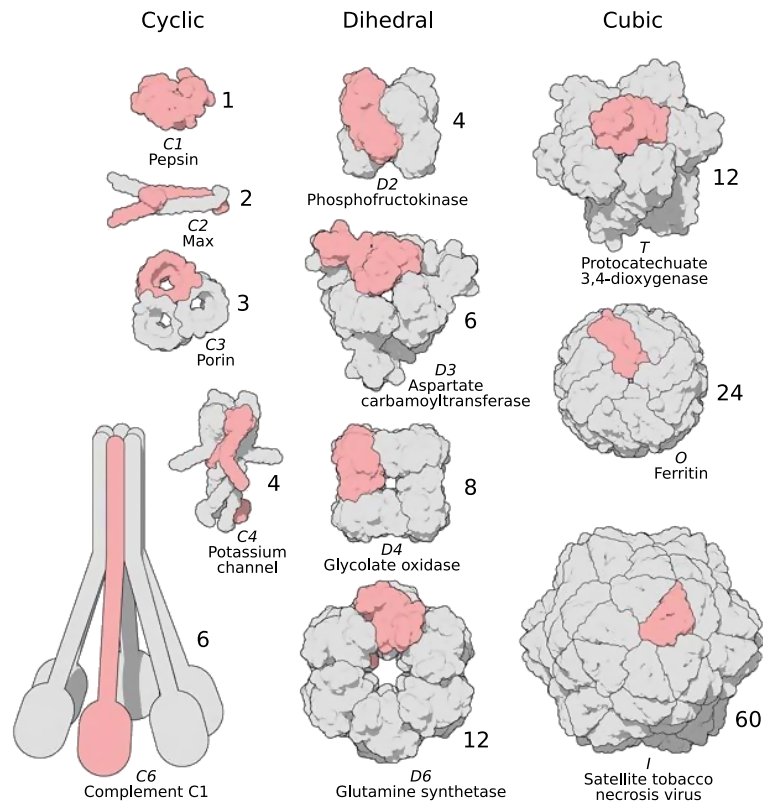 Cyclic
Dihedral
Cubic
1
C1
Pepsin
2
C2
Max
3
C3
Porin
4
C4
Potassium
channel
6
C6
Complement C1
4
D2
Phosphofructokinase
6
D3
Aspartate
carbamoyltransferase
8
D4
Glycolate oxidase
12
D6
Glutamine synthetase
12
T
Protocatechuate
3,4-dioxygenase
24
O
Ferritin
60
I
Satellite tobacco
necrosis virus